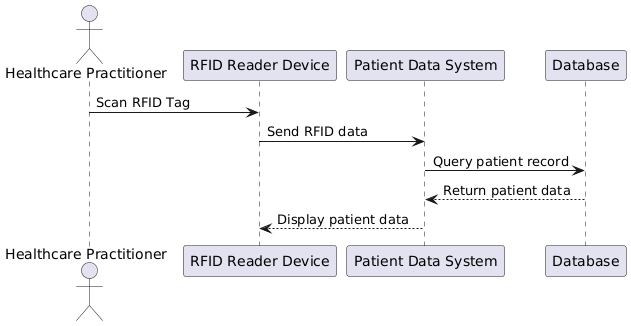 Healthcare Practitioner
RFID Reader Device
Patient Data System
Database
Scan RFID Tag
Send RFID data
Query patient record
Return patient data
Display patient data
Healthcare Practitioner
RFID Reader Device
Patient Data System
Database